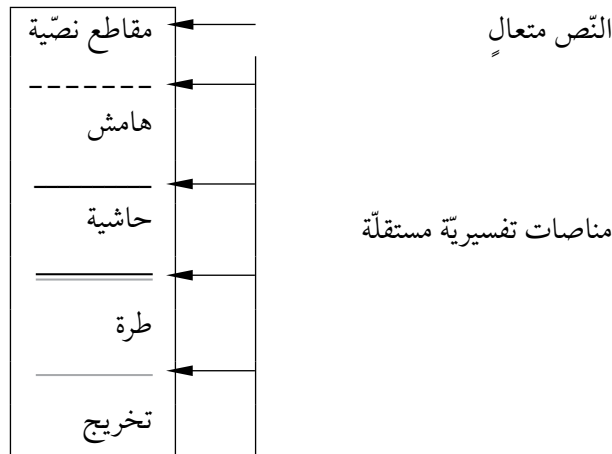 النّص متعالٍ
مقاطع نصّية
هامش
حاشية
مناصات تفسيريّة مستقلّة
طرة
تخريج